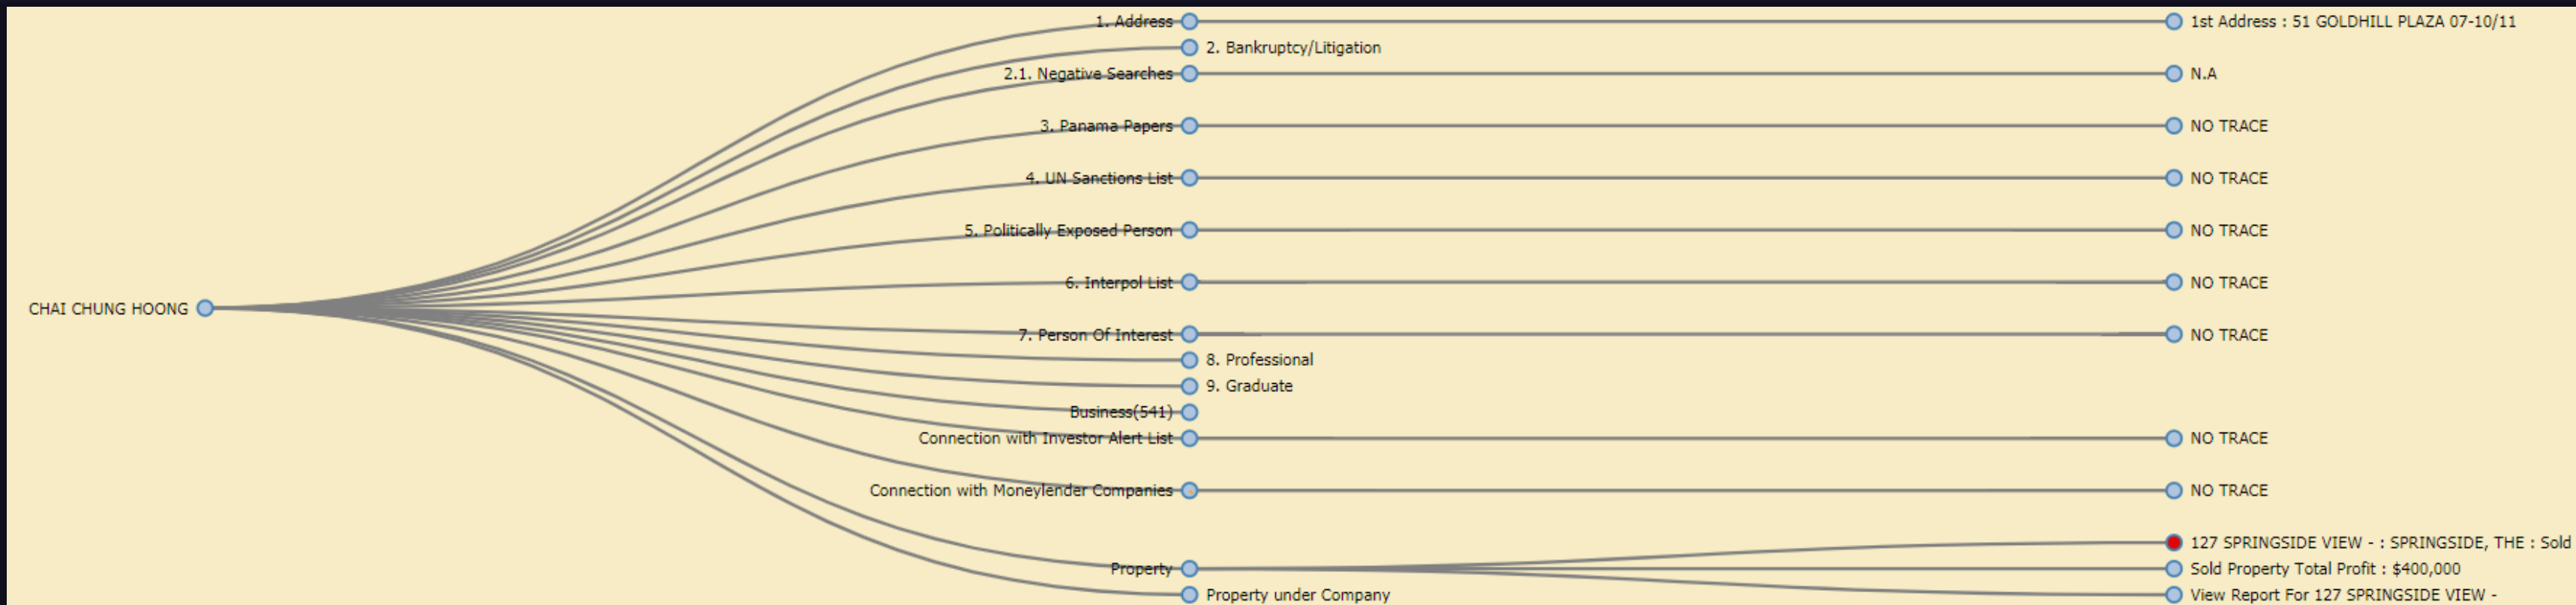 1. Address
1st Address : 51 GOLDHILL PLAZA 07-10/11
2. Bankruptcy/Litigation
2.1. Negative Searches
N.A
3. Panama Papers
NO TRACE
4. UN Sanctions List
NO TRACE
5. Politically Exposed Person
NO TRACE
6. Interpol List
NO TRACE
CHAI CHUNG HOONG
7. Person Of Interest
NO TRACE
8. Professional
9. Graduate
Business(541)
Connection with Investor Alert List
NO TRACE
Connection with Moneylender Companies
NO TRACE
127 SPRINGSIDE VIEW - : SPRINGSIDE, THE : Sold
Property
Sold Property Total Profit : $400,000
Property under Company
View Report For 127 SPRINGSIDE VIEW -